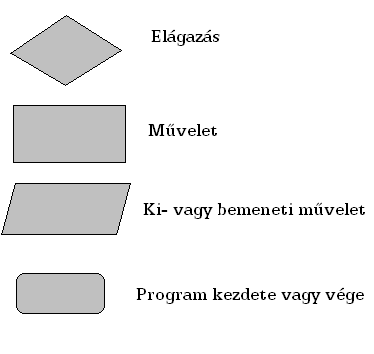 Elágazás
Művelet
Ki- vagy bemeneti művelet
Program kezdete vagy vége